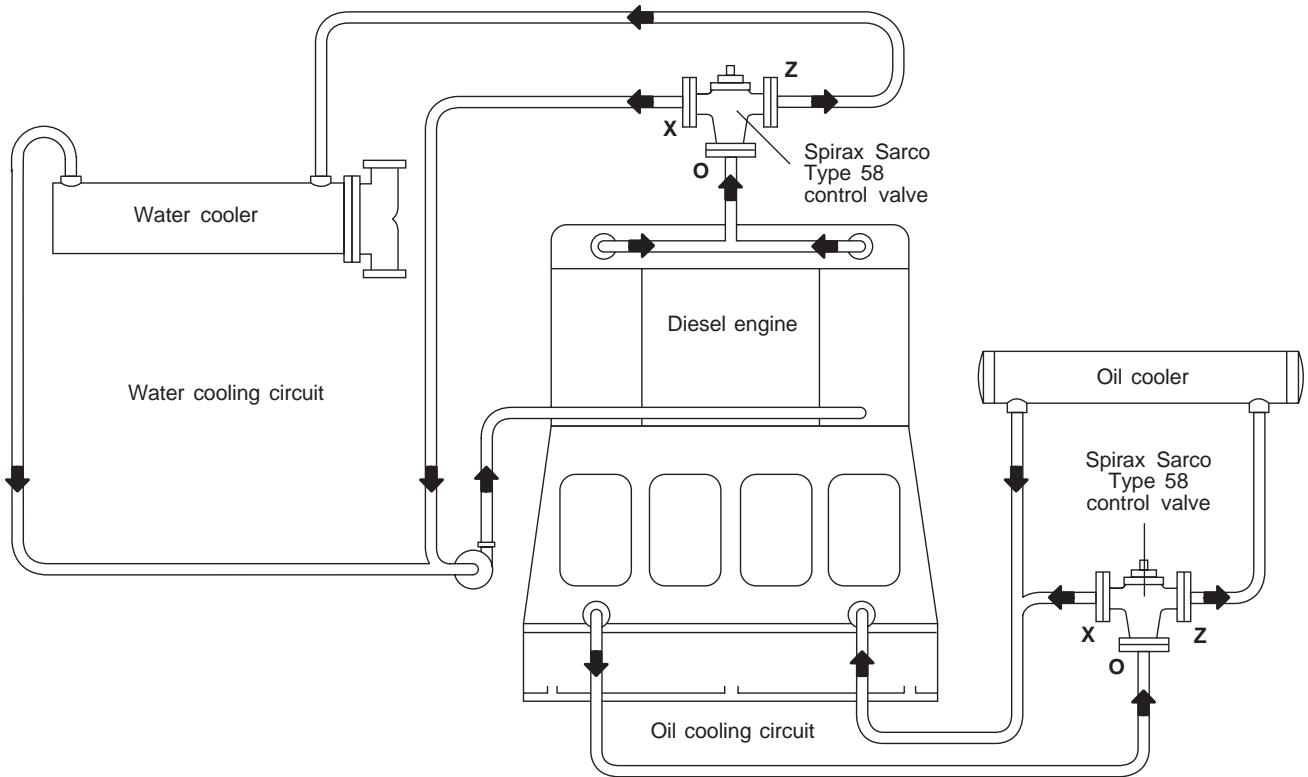 Z
X
O
Spirax Sarco
Type 58
control valve
Water cooler
Diesel engine
Water cooling circuit
Oil cooler
Spirax Sarco
Type 58
control valve
X
Z
O
Oil cooling circuit